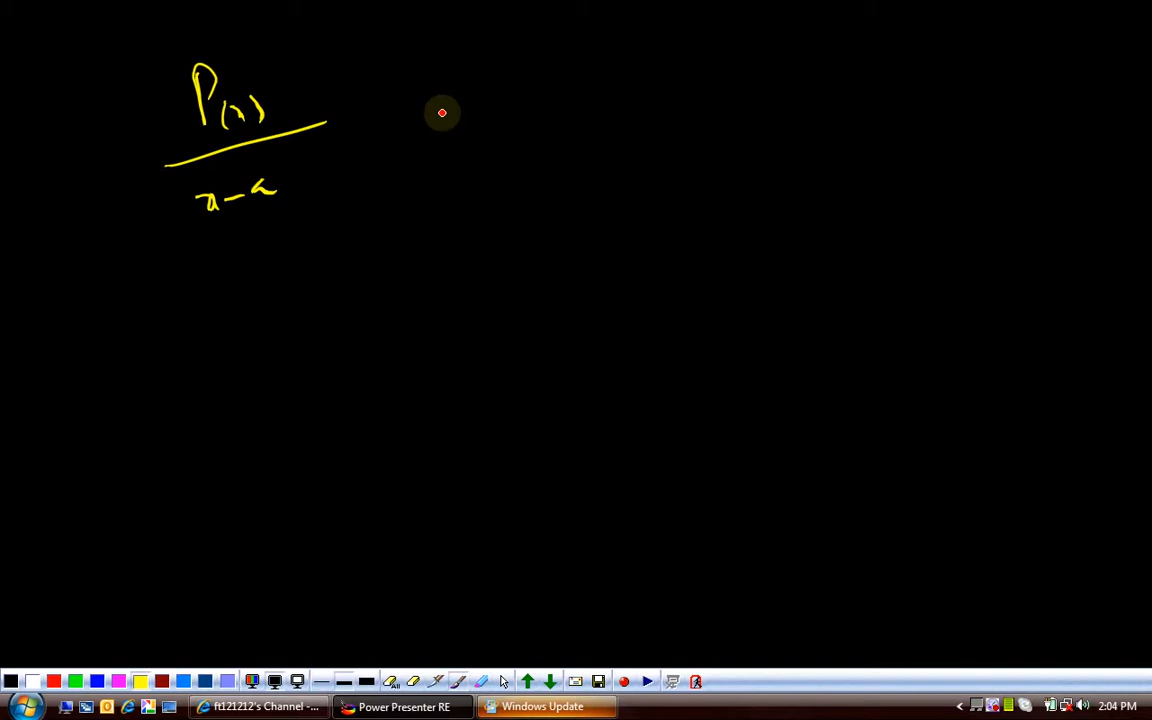 P(x)
x-a
ft121212's Channel -...
Power Presenter RE
Windows Update
2:04 PM